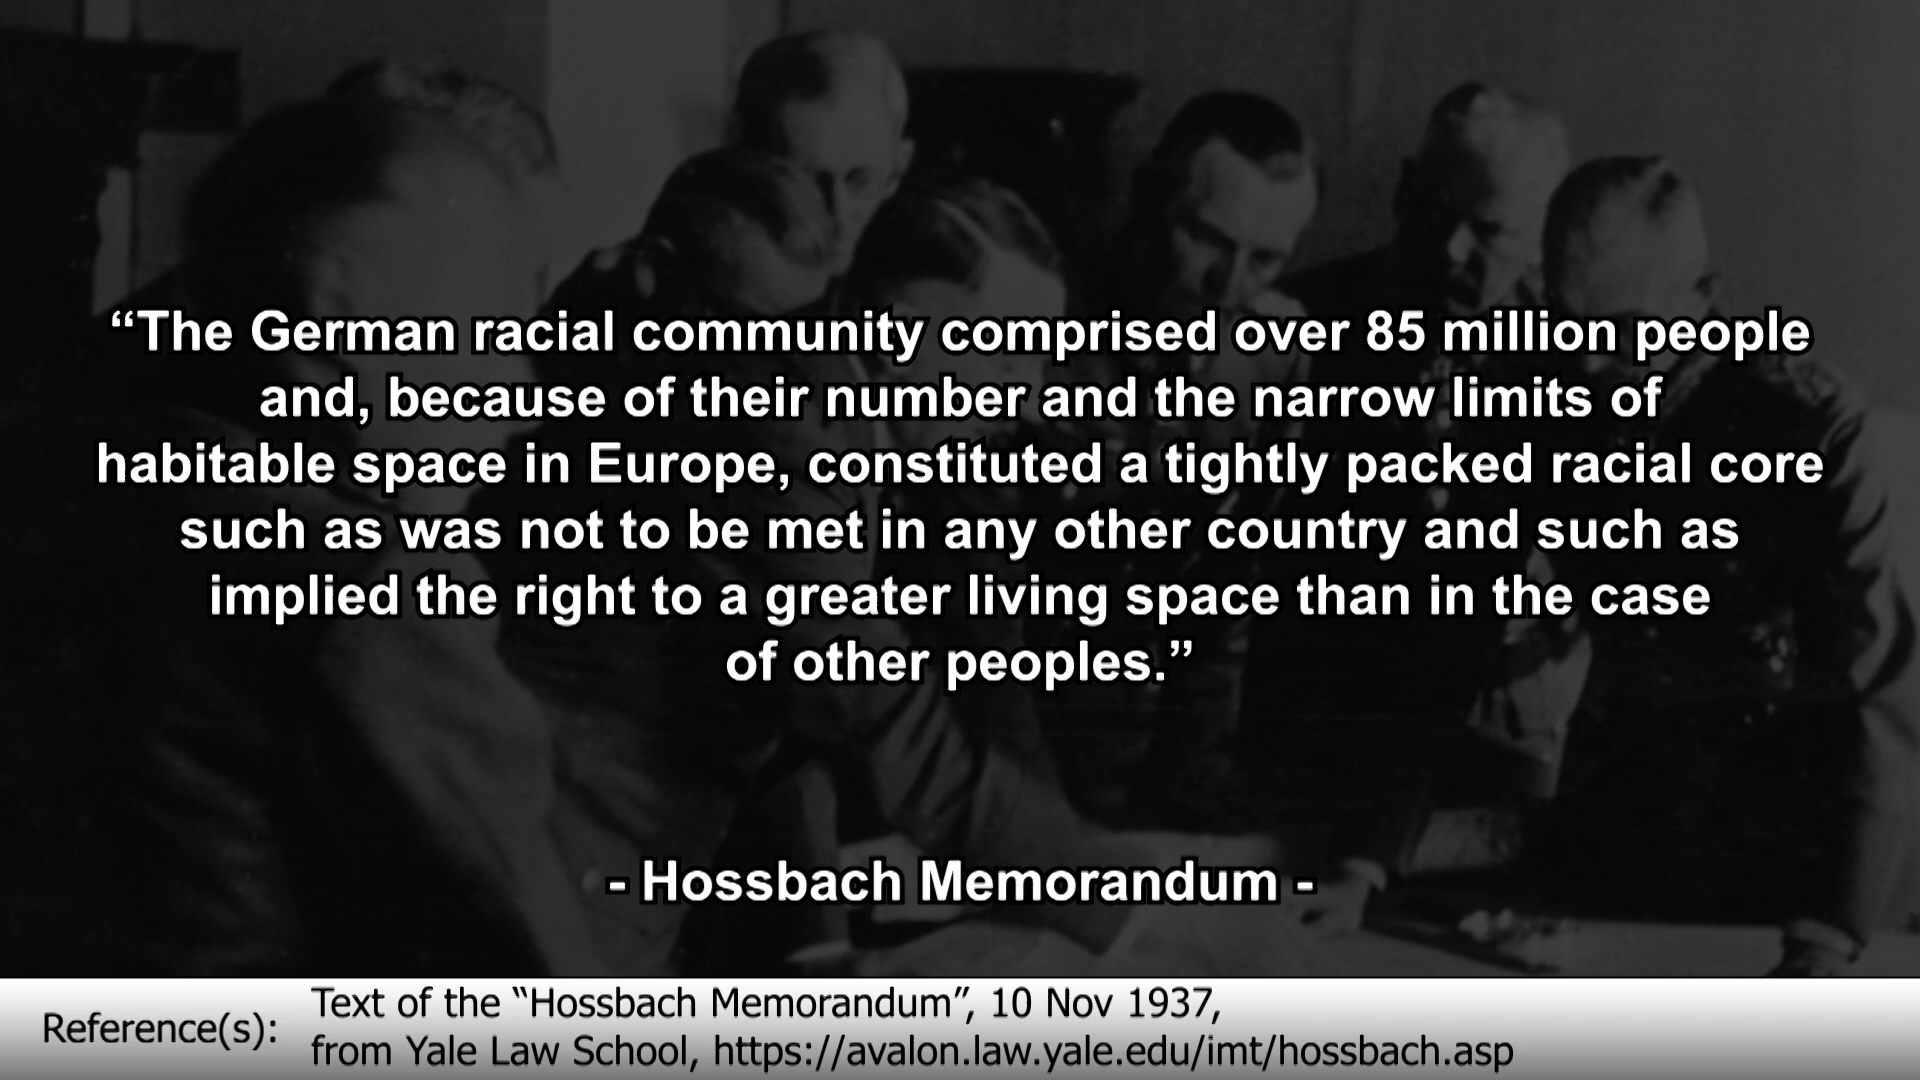 “The German racial community comprised over 85 million people
and, because of their number and the narrow limits of
habitable space in Europe, constituted a tightly packed racial core
such as was not to be met in any other country and such as
implied the right to a greater living space than in the case
of other peoples.”
- Hossbach Memorandum -
Reference(s):
Text of the “Hossbach Memorandum”, 10 Nov 1937,
from Yale Law School, https://avalon.law.yale.edu/imt/hossbach.asp